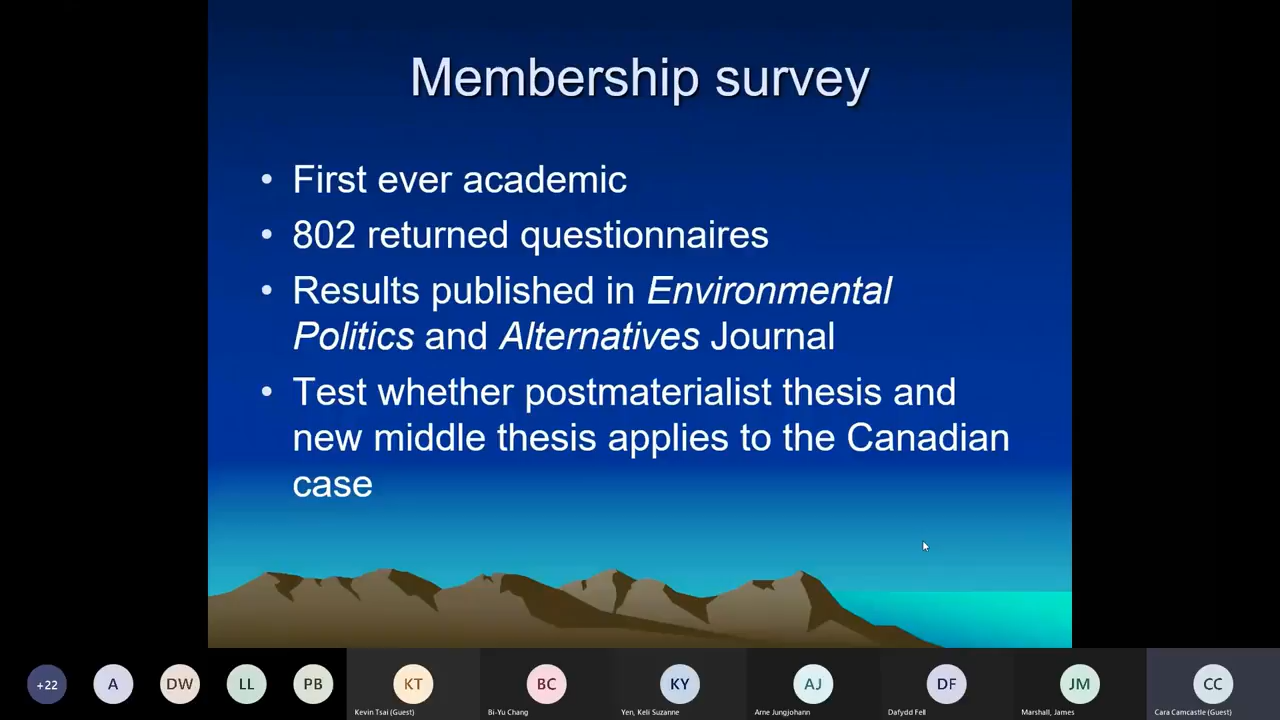 Membership survey
• First ever academic
• 802 returned questionnaires
• Results published in Environmental
Politics and Alternatives Journal
• Test whether postmaterialist thesis and
new middle thesis applies to the Canadian
case
+22
A
DW
LL
PB
KT
BC
KY
AJ
DF
JM
CC
Kevin Tsai (Guest)
Bi-Yu Chang
Yen, Keli Suzanne
Arne Jungjohann
Dafydd Fell
Marshall, James
Cara Camcastle (Guest)